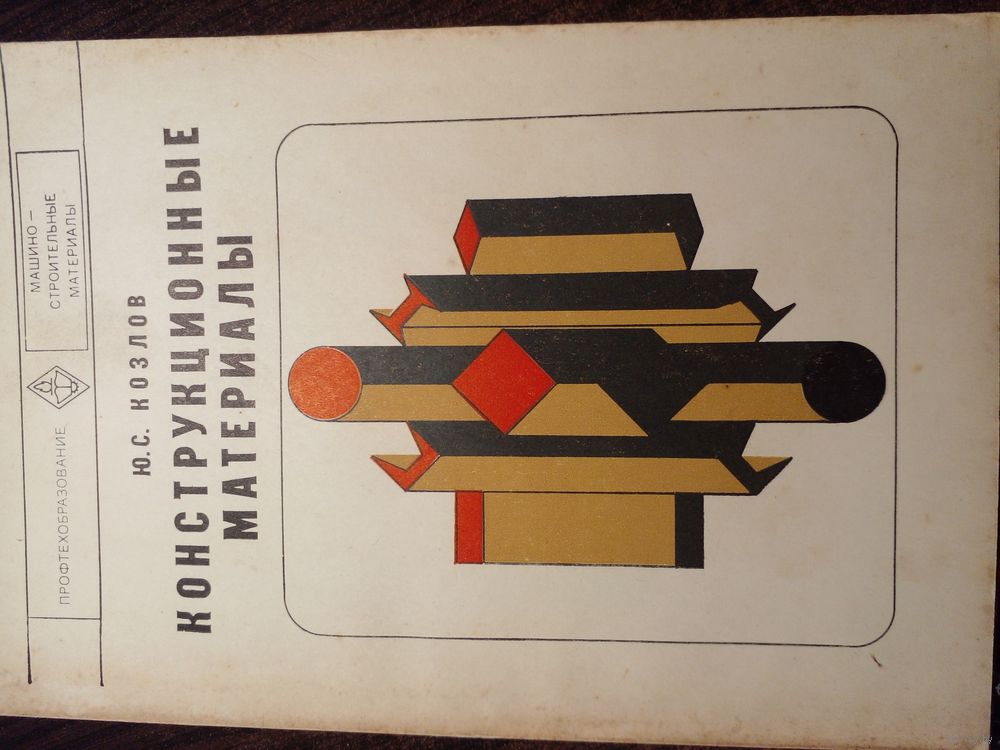 ПРОФТЕХОБРАЗОВАНИЕ
МАШИНО-
СТРОИТЕЛЬНЫЕ
МАТЕРИАЛЫ
Ю.С. КОЗЛОВ
КОНСТРУКЦИОННЫЕ
МАТЕРИАЛЫ